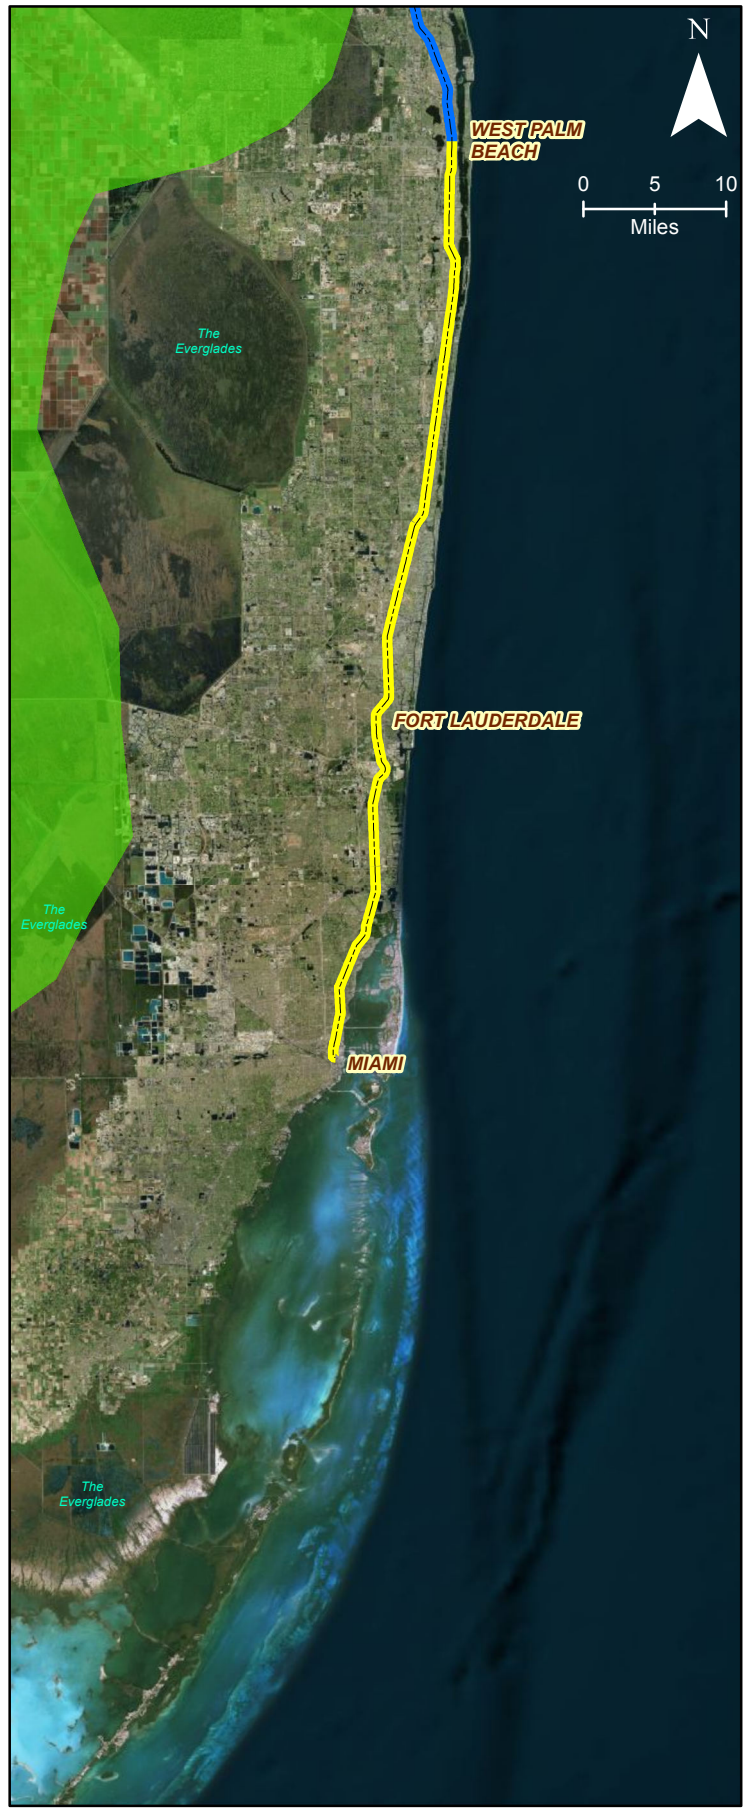 N
WEST PALM
BEACH
0 5 10
Miles
The
Everglades
FORT LAUDERDALE
The
Everglades
MIAMI
The
Everglades